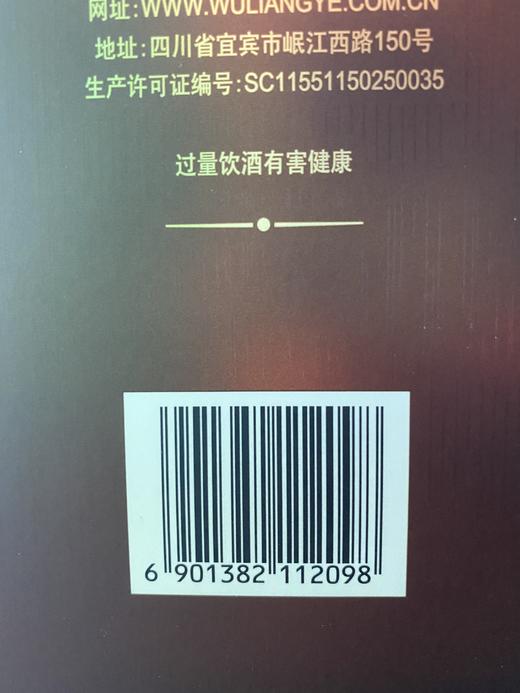 网址:WWW.WULIANGYE.COM.CN
地址:四川省宜宾市岷江西路150号
生产许可证编号:SC11551150250035
过量饮酒有害健康
6 901382 112098